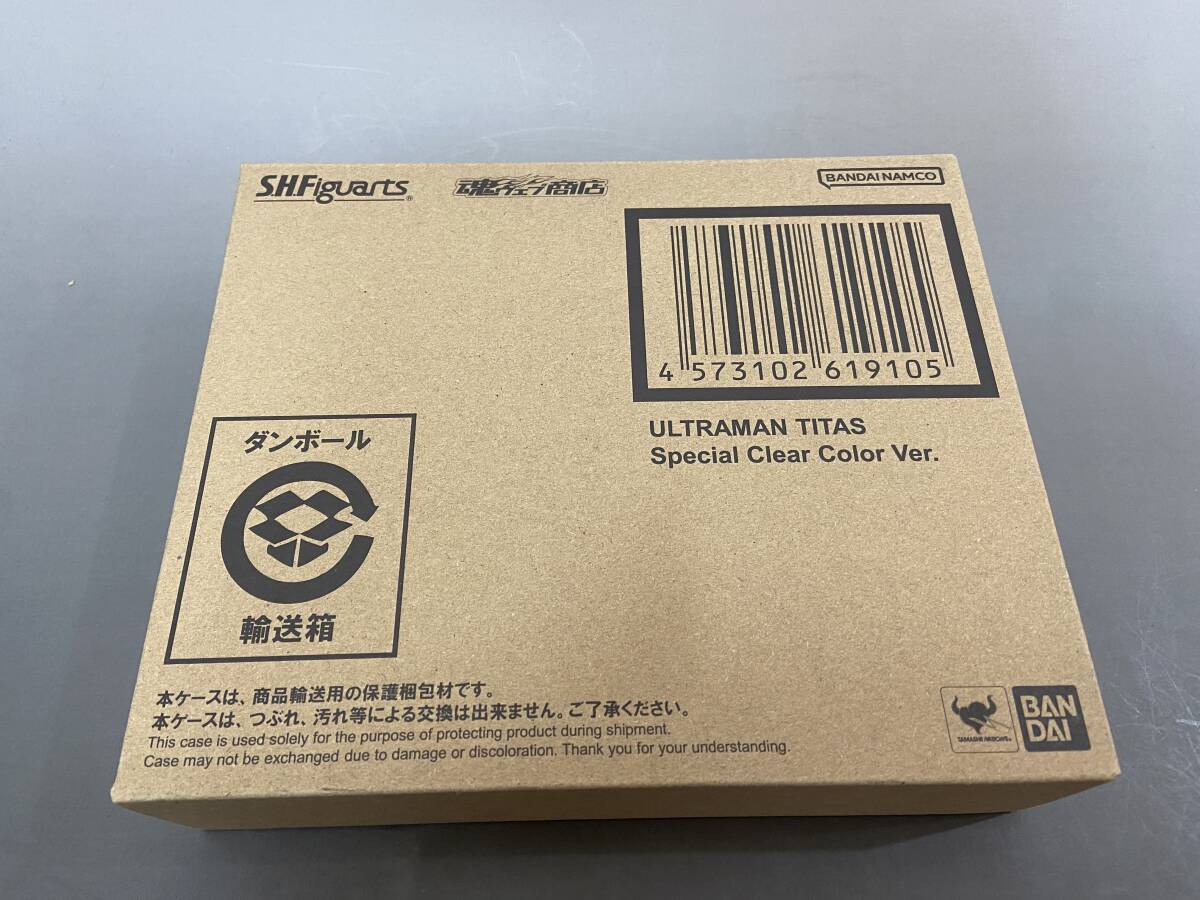 S.H.Figuarts®
魂ウェブ商店
BANDAI NAMCO
4 573102 619105
ULTRAMAN TITAS
Special Clear Color Ver.
ダンボール
輸送箱
本ケースは、商品輸送用の保護梱包材です。
本ケースは、つぶれ、汚れ等による交換は出来ません。ご了承ください。
This case is used solely for the purpose of protecting product during shipment.
Case may not be exchanged due to damage or discoloration. Thank you for your understanding.
TAMASHII NATIONS
BAN
DAI